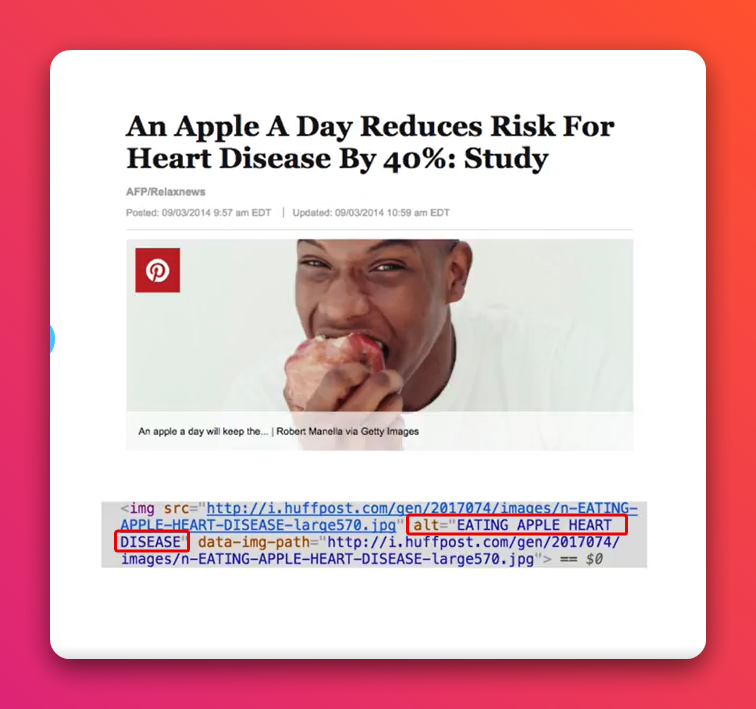 An Apple A Day Reduces Risk For
Heart Disease By 40%: Study
AFP/Relaxnews
Posted: 09/03/2014 9:57 am EDT | Updated: 09/03/2014 10:59 am EDT
An apple a day will keep the... | Robert Manella via Getty Images
<img src="http://i.huffpost.com/gen/2017074/images/n-EATING-
APPLE-HEART-DISEASE-large570.jpg" alt="EATING APPLE HEART
DISEASE" data-img-path="http://i.huffpost.com/gen/2017074/
images/n-EATING-APPLE-HEART-DISEASE-large570.jpg"> == $0